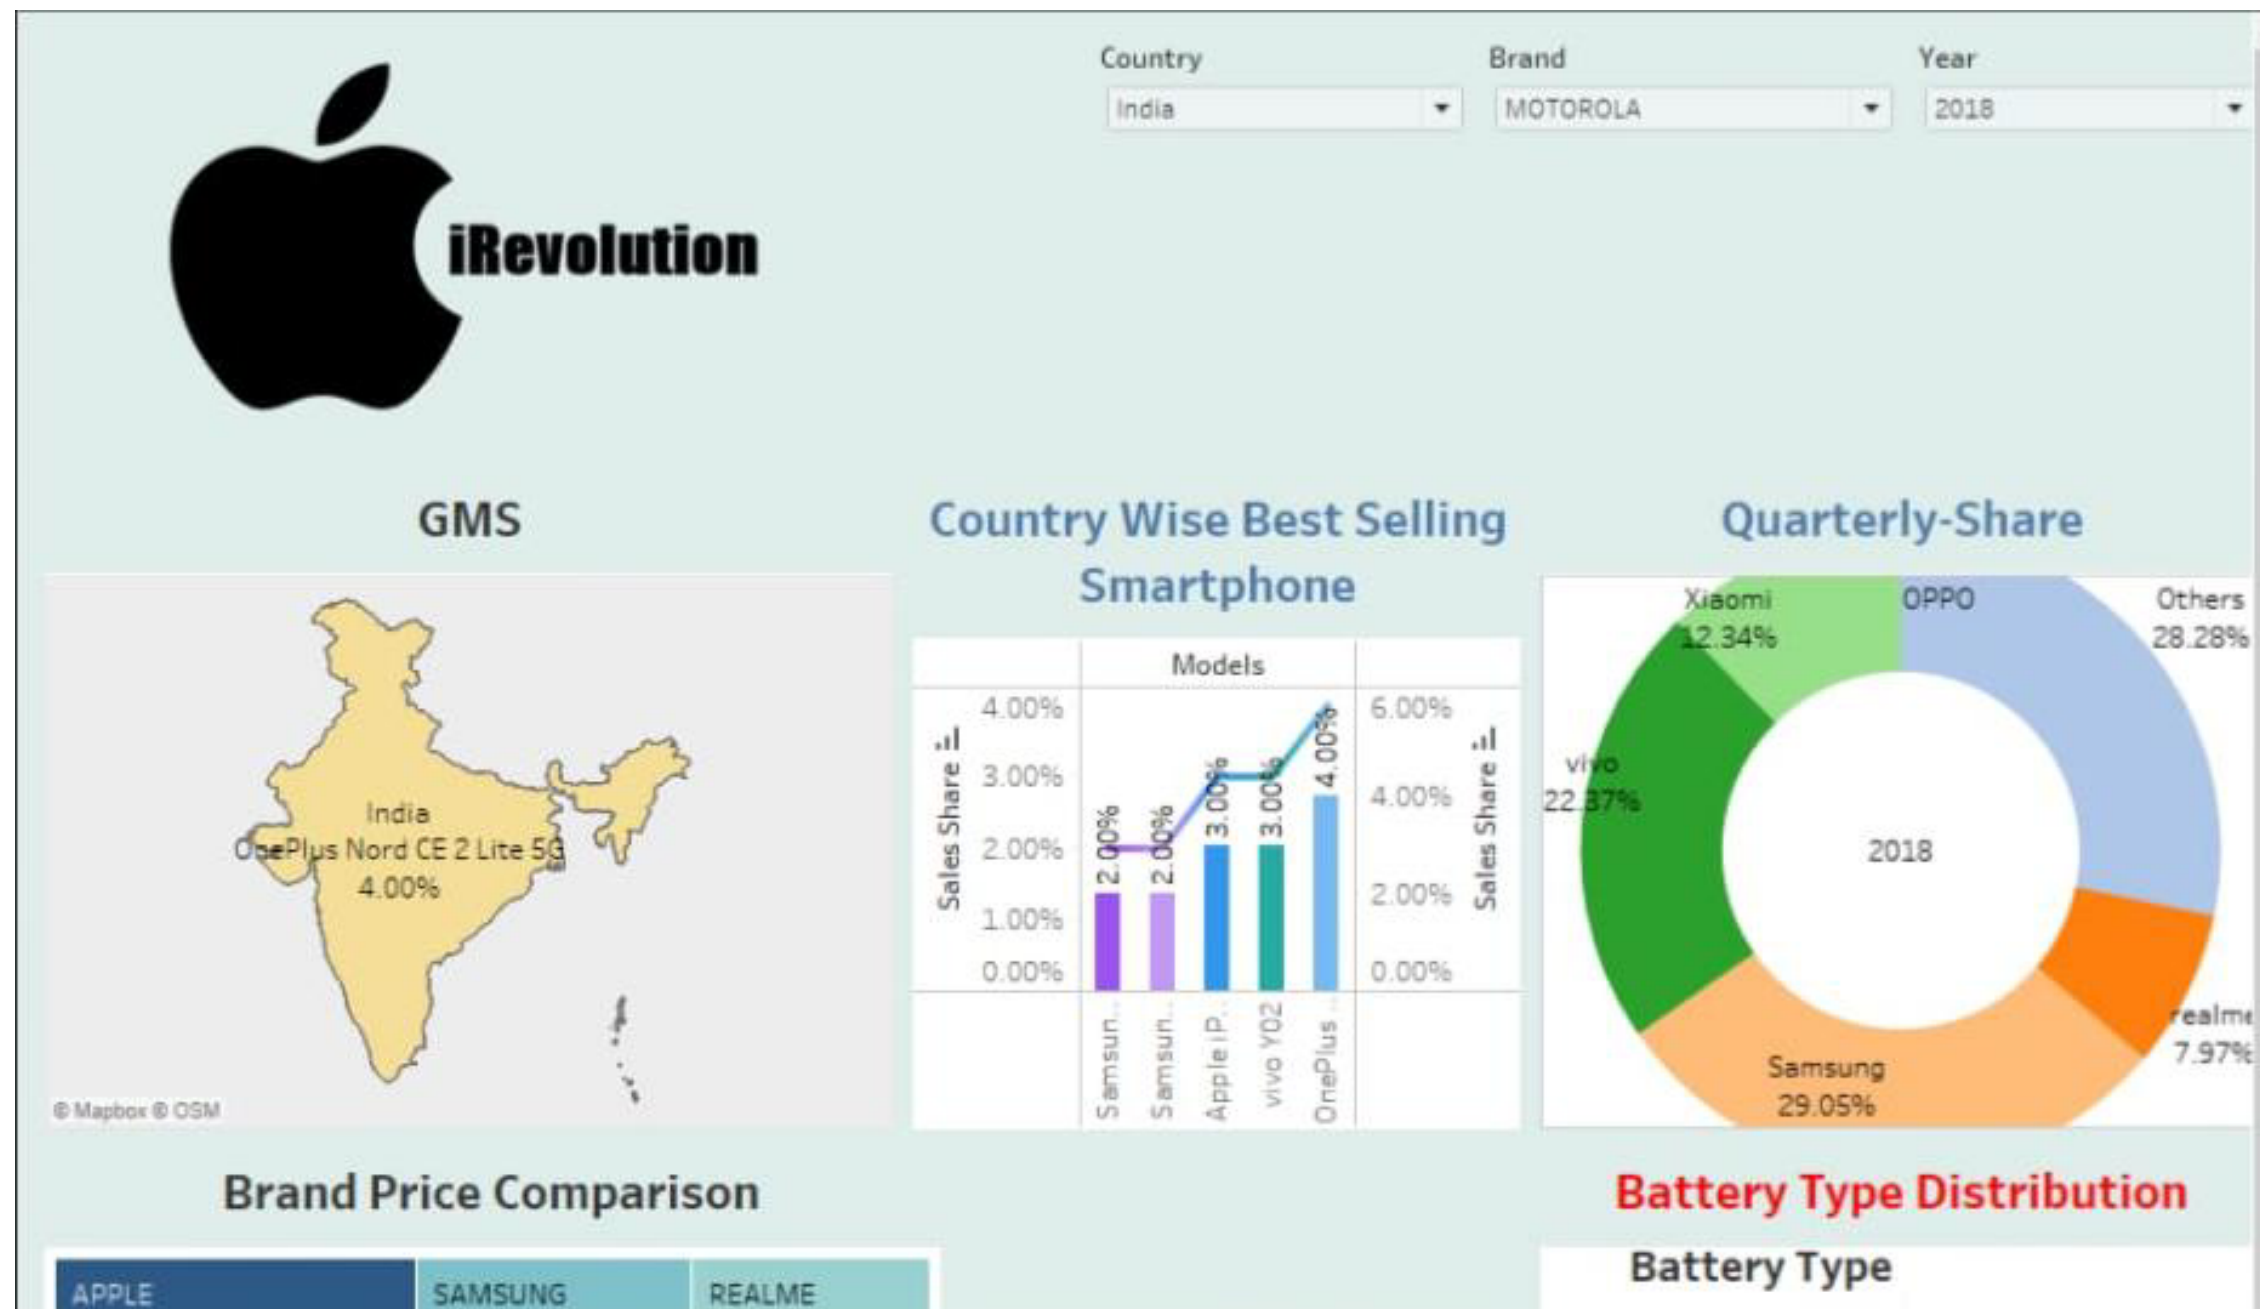 Country
Brand
Year
India
MOTOROLA
2018
iRevolution
GMS
Country Wise Best Selling
Smartphone
Quarterly-Share
India
OnePlus Nord CE 2 Lite 5G
4.00%
© Mapbox © OSM
Models
Sales Share
4.00%
3.00%
2.00%
1.00%
0.00%
2.00%
2.00%
3.00%
3.00%
4.00%
6.00%
4.00%
2.00%
0.00%
Sales Share
Samsun..
Samsun..
Apple iP..
vivo Y02
OnePlus ..
Xiaomi
12.34%
OPPO
Others
28.28%
vivo
22.37%
2018
realme
7.97%
Samsung
29.05%
Brand Price Comparison
Battery Type Distribution
APPLE
SAMSUNG
REALME
Battery Type